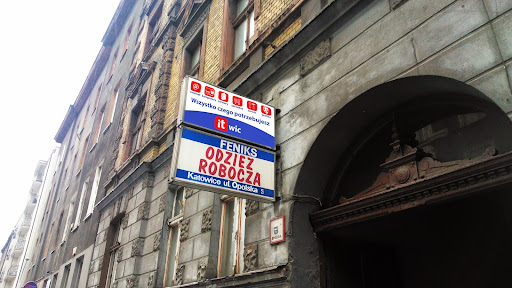 Wszystko czego potrzebujesz
it wic
FENIKS
ODZIEŻ
ROBOCZA
Katowice ul. Opolska 5